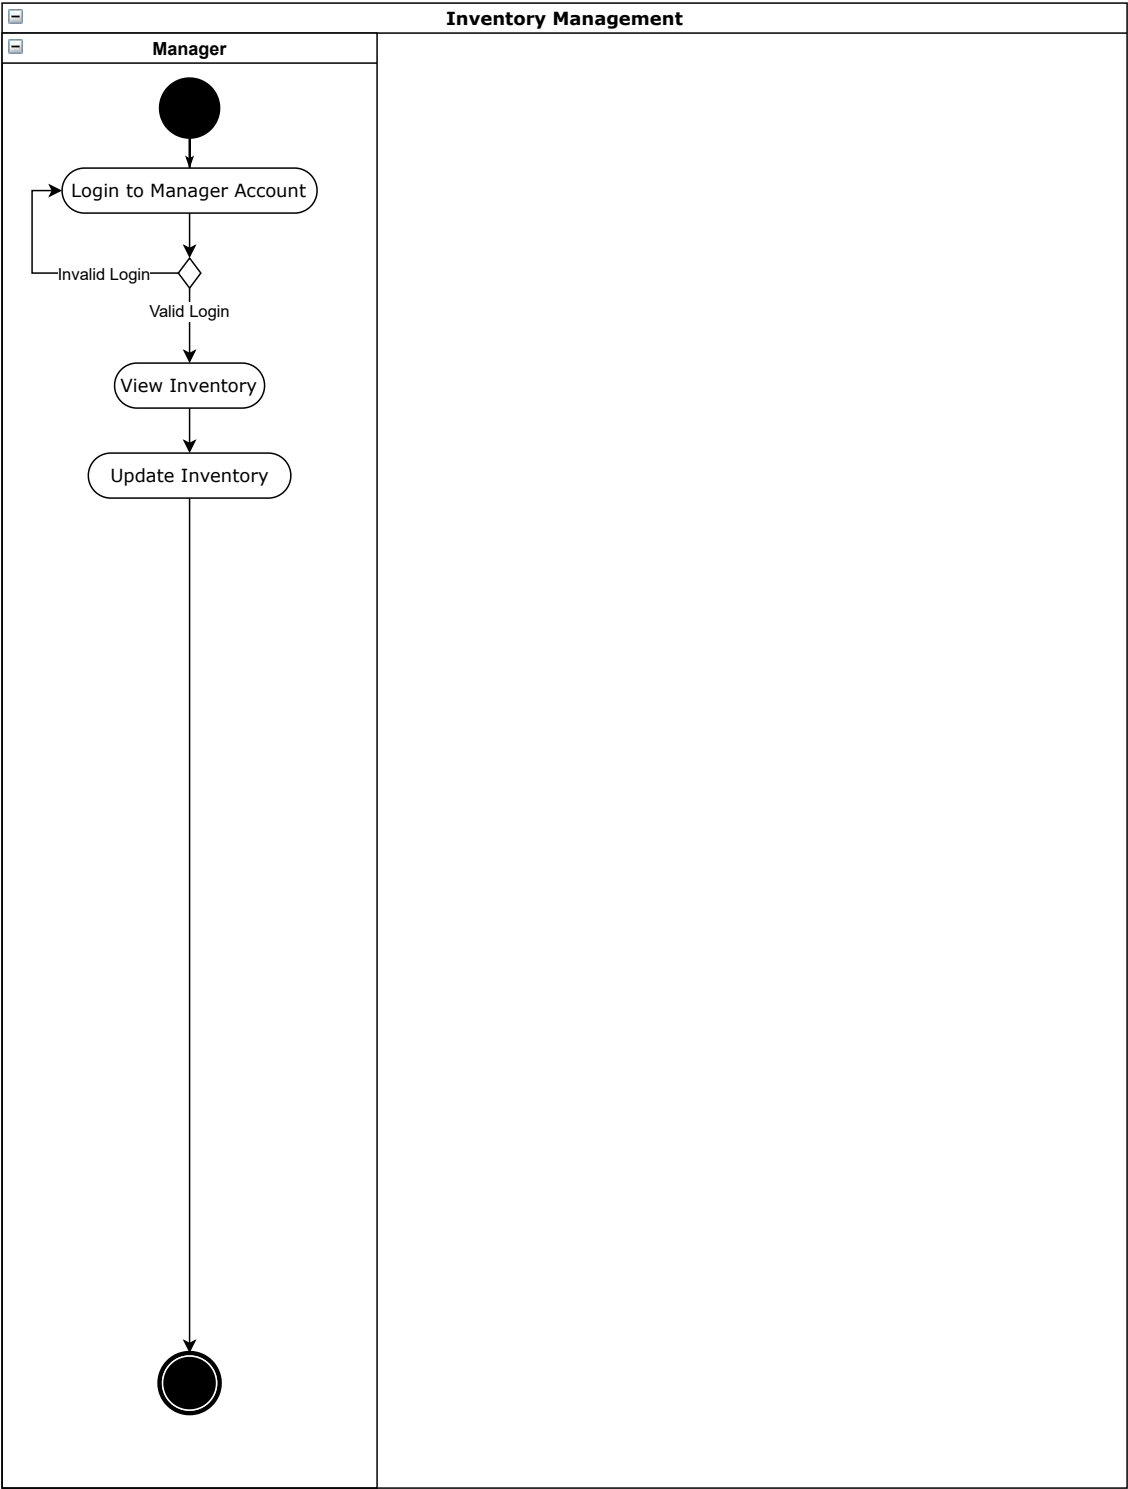 Inventory Management
Manager
Login to Manager Account
Invalid Login
Valid Login
View Inventory
Update Inventory